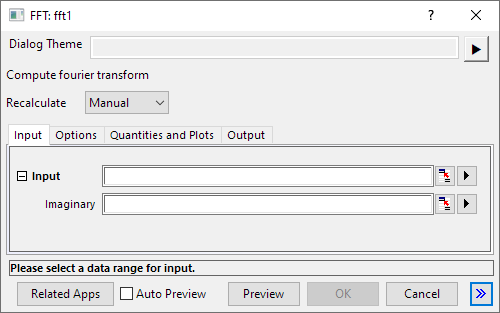 FFT: fft1
Dialog Theme
Compute fourier transform
Recalculate Manual
Input Options Quantities and Plots Output
Input
Imaginary
Please select a data range for input.
Related Apps Auto Preview Preview OK Cancel